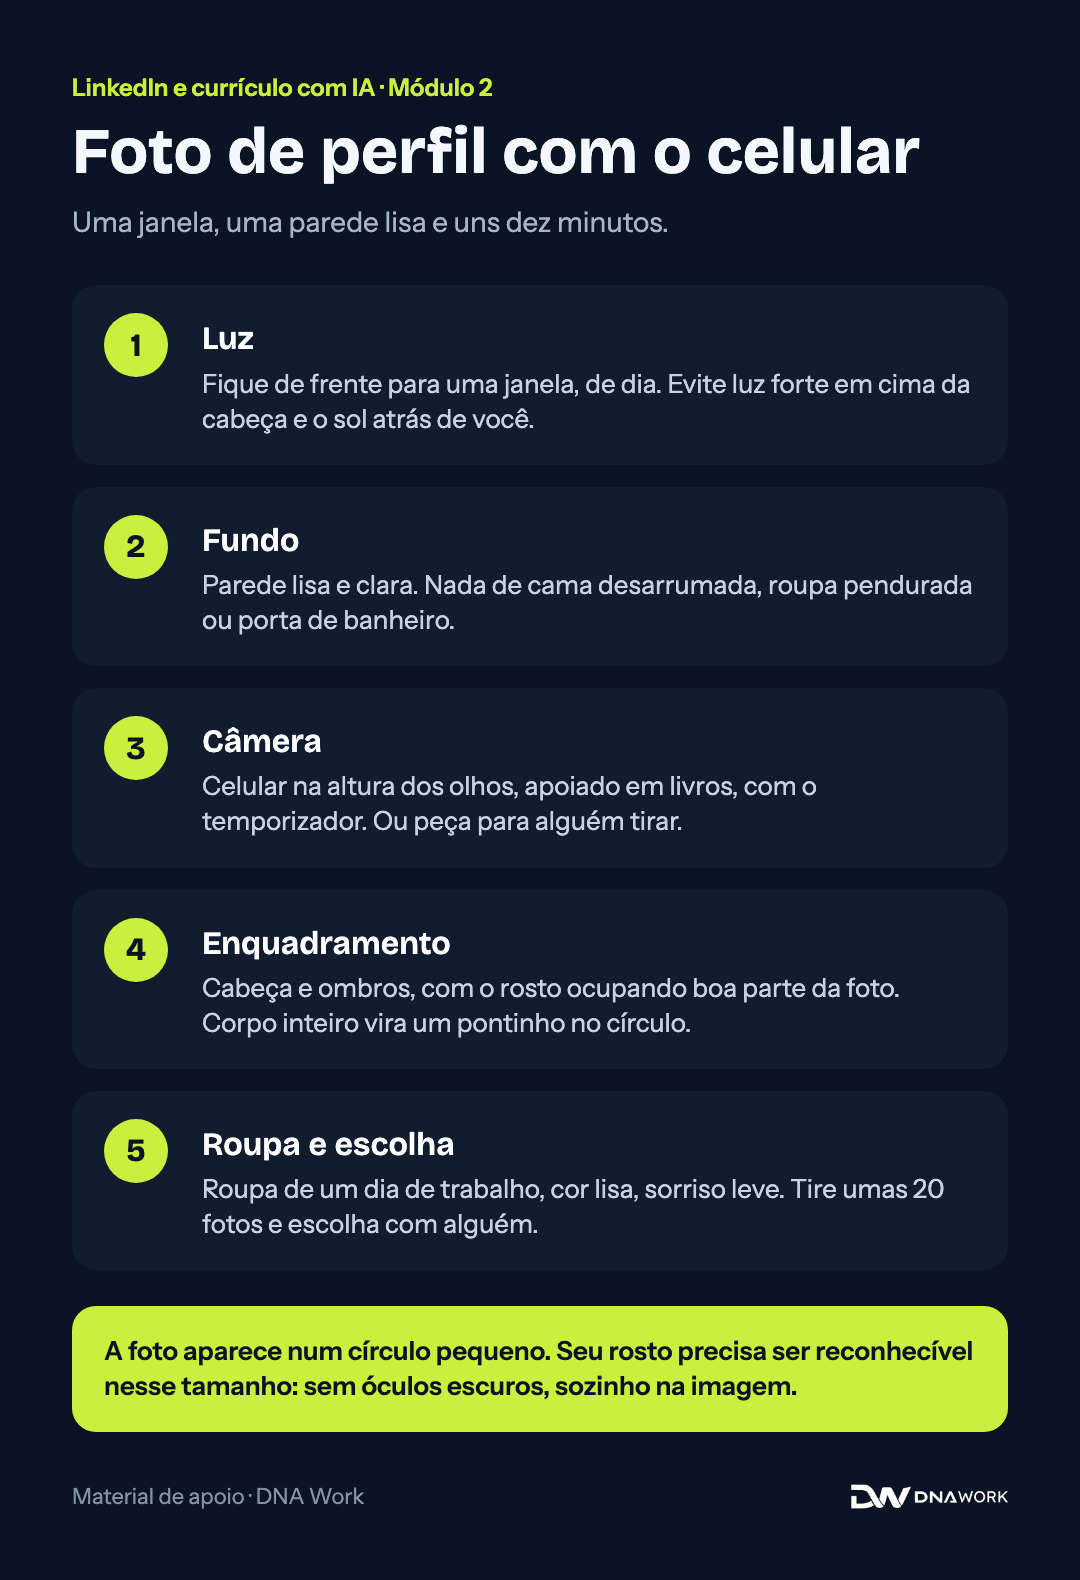 LinkedIn e currículo com IA · Módulo 2
Foto de perfil com o celular
Uma janela, uma parede lisa e uns dez minutos.
1
Luz
Fique de frente para uma janela, de dia. Evite luz forte em cima da
cabeça e o sol atrás de você.
2
Fundo
Parede lisa e clara. Nada de cama desarrumada, roupa pendurada
ou porta de banheiro.
3
Câmera
Celular na altura dos olhos, apoiado em livros, com o
temporizador. Ou peça para alguém tirar.
4
Enquadramento
Cabeça e ombros, com o rosto ocupando boa parte da foto.
Corpo inteiro vira um pontinho no círculo.
5
Roupa e escolha
Roupa de um dia de trabalho, cor lisa, sorriso leve. Tire umas 20
fotos e escolha com alguém.
A foto aparece num círculo pequeno. Seu rosto precisa ser reconhecível
nesse tamanho: sem óculos escuros, sozinho na imagem.
Material de apoio · DNA Work
DW DNAWORK